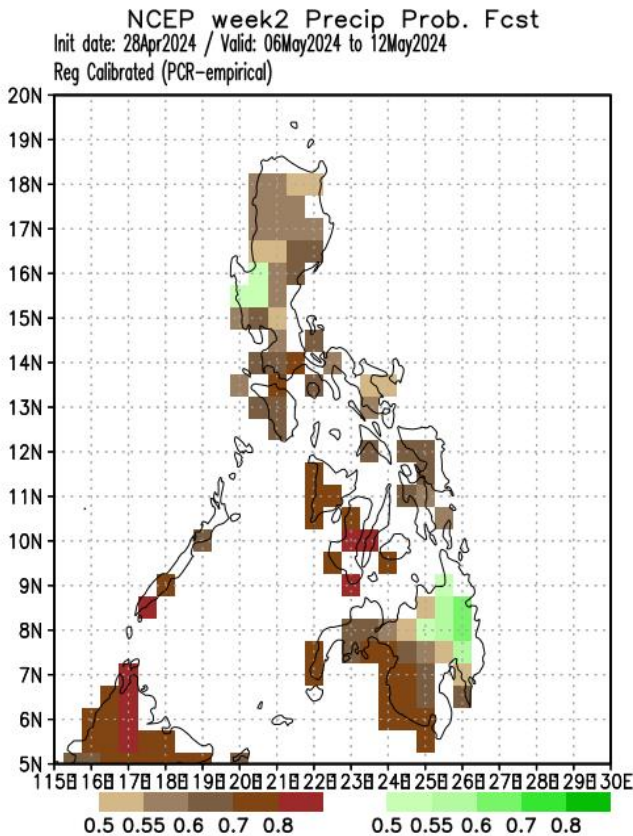 NCEP week2 Precip Prob. Fcst
Init date: 28Apr2024 / Valid: 06May2024 to 12May2024
Reg Calibrated (PCR-empirical)
20N
19N
18N
17N
16N
15N
14N
13N
12N
11N
10N
9N
8N
7N
6N
5N
115E 116E 117E 118E 119E 120E 121E 122E 123E 124E 125E 126E 127E 128E 129E 130E
0.5 0.55 0.6 0.7 0.8 0.5 0.55 0.6 0.7 0.8